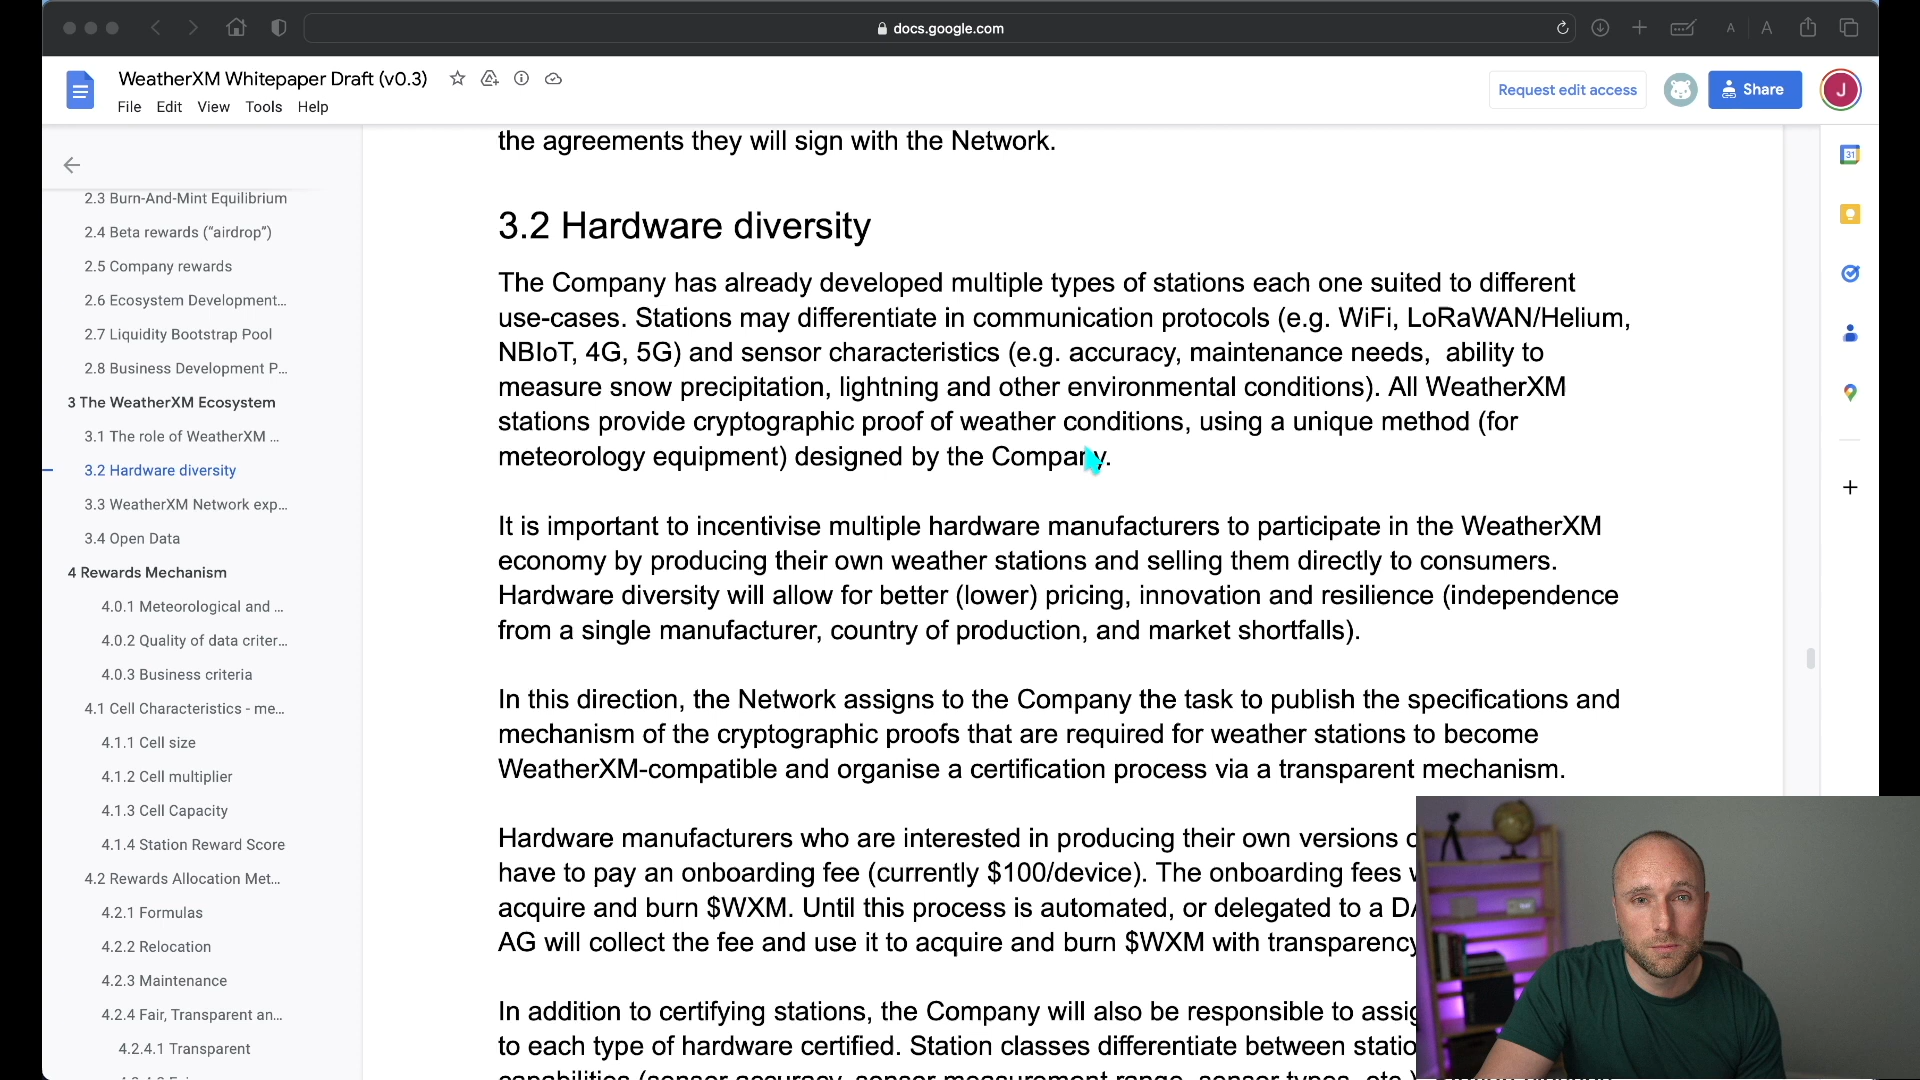 docs.google.com
A A
WeatherXM Whitepaper Draft (v0.3)
File Edit View Tools Help
Request edit access
Share
J
31
2.3 Burn-And-Mint Equilibrium
2.4 Beta rewards (“airdrop”)
2.5 Company rewards
2.6 Ecosystem Development...
2.7 Liquidity Bootstrap Pool
2.8 Business Development P...
3 The WeatherXM Ecosystem
3.1 The role of WeatherXM ...
3.2 Hardware diversity
3.3 WeatherXM Network exp...
3.4 Open Data
4 Rewards Mechanism
4.0.1 Meteorological and ...
4.0.2 Quality of data criter...
4.0.3 Business criteria
4.1 Cell Characteristics - me...
4.1.1 Cell size
4.1.2 Cell multiplier
4.1.3 Cell Capacity
4.1.4 Station Reward Score
4.2 Rewards Allocation Met...
4.2.1 Formulas
4.2.2 Relocation
4.2.3 Maintenance
4.2.4 Fair, Transparent an...
4.2.4.1 Transparent
the agreements they will sign with the Network.
3.2 Hardware diversity
The Company has already developed multiple types of stations each one suited to different
use-cases. Stations may differentiate in communication protocols (e.g. WiFi, LoRaWAN/Helium,
NBIoT, 4G, 5G) and sensor characteristics (e.g. accuracy, maintenance needs, ability to
measure snow precipitation, lightning and other environmental conditions). All WeatherXM
stations provide cryptographic proof of weather conditions, using a unique method (for
meteorology equipment) designed by the Company.
It is important to incentivise multiple hardware manufacturers to participate in the WeatherXM
economy by producing their own weather stations and selling them directly to consumers.
Hardware diversity will allow for better (lower) pricing, innovation and resilience (independence
from a single manufacturer, country of production, and market shortfalls).
In this direction, the Network assigns to the Company the task to publish the specifications and
mechanism of the cryptographic proofs that are required for weather stations to become
WeatherXM-compatible and organise a certification process via a transparent mechanism.
Hardware manufacturers who are interested in producing their own versions
have to pay an onboarding fee (currently $100/device). The onboarding fees
acquire and burn $WXM. Until this process is automated, or delegated to a
AG will collect the fee and use it to acquire and burn $WXM with transparency
In addition to certifying stations, the Company will also be responsible to
to each type of hardware certified. Station classes differentiate between
capabilities (sensor accuracy, sensor measurement range, sensor types, etc.)